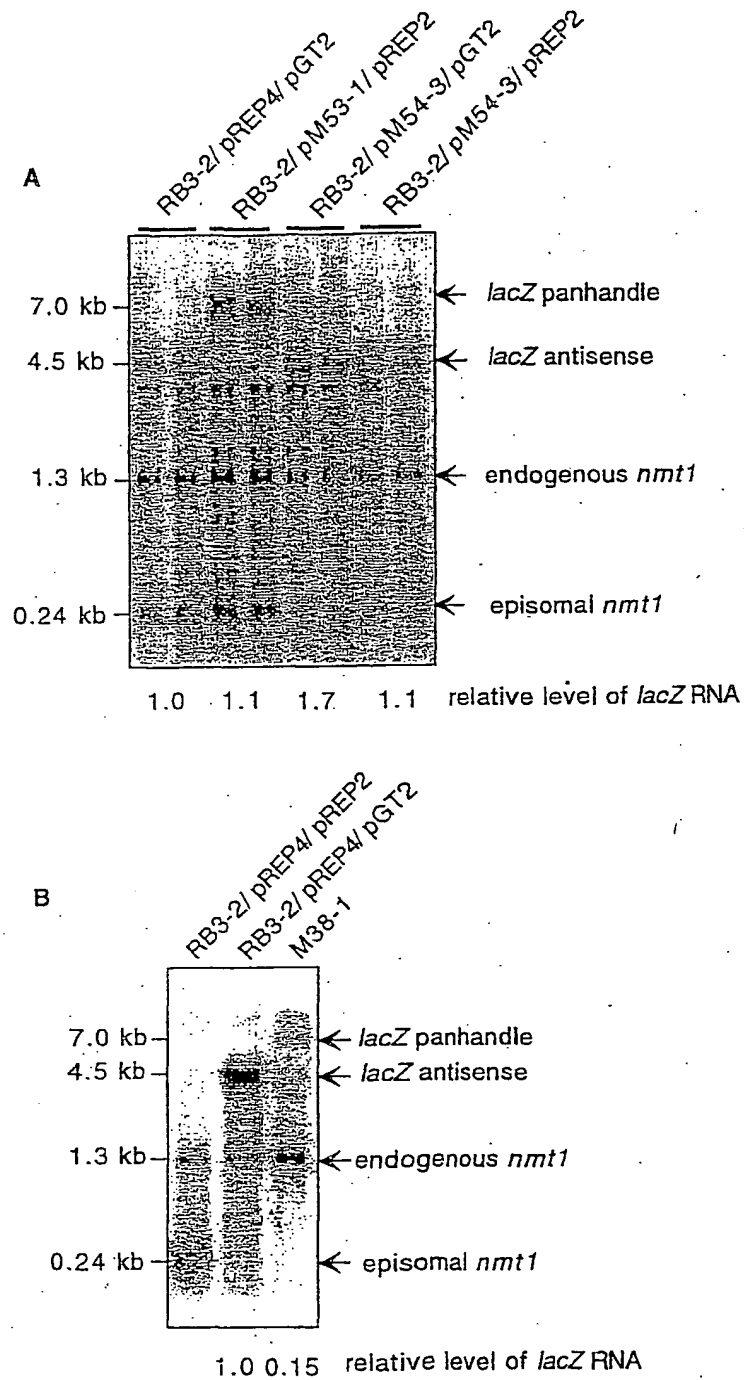 A
RB3-2/ pREP4/ pGT2
RB3-2/ pM53-1/ pREP2
RB3-2/ pM54-3/ pGT2
RB3-2/ pM54-3/ pREP2
7.0 kb
lacZ panhandle
4.5 kb
lacZ antisense
1.3 kb
endogenous nmt1
0.24 kb
episomal nmt1
1.0 1.1 1.7 1.1 relative level of lacZ RNA
B
RB3-2/ pREP4/ pREP2
RB3-2/ pREP4/ pGT2
M38-1
7.0 kb
lacZ panhandle
4.5 kb
lacZ antisense
1.3 kb
endogenous nmt1
0.24 kb
episomal nmt1
1.0 0.15 relative level of lacZ RNA